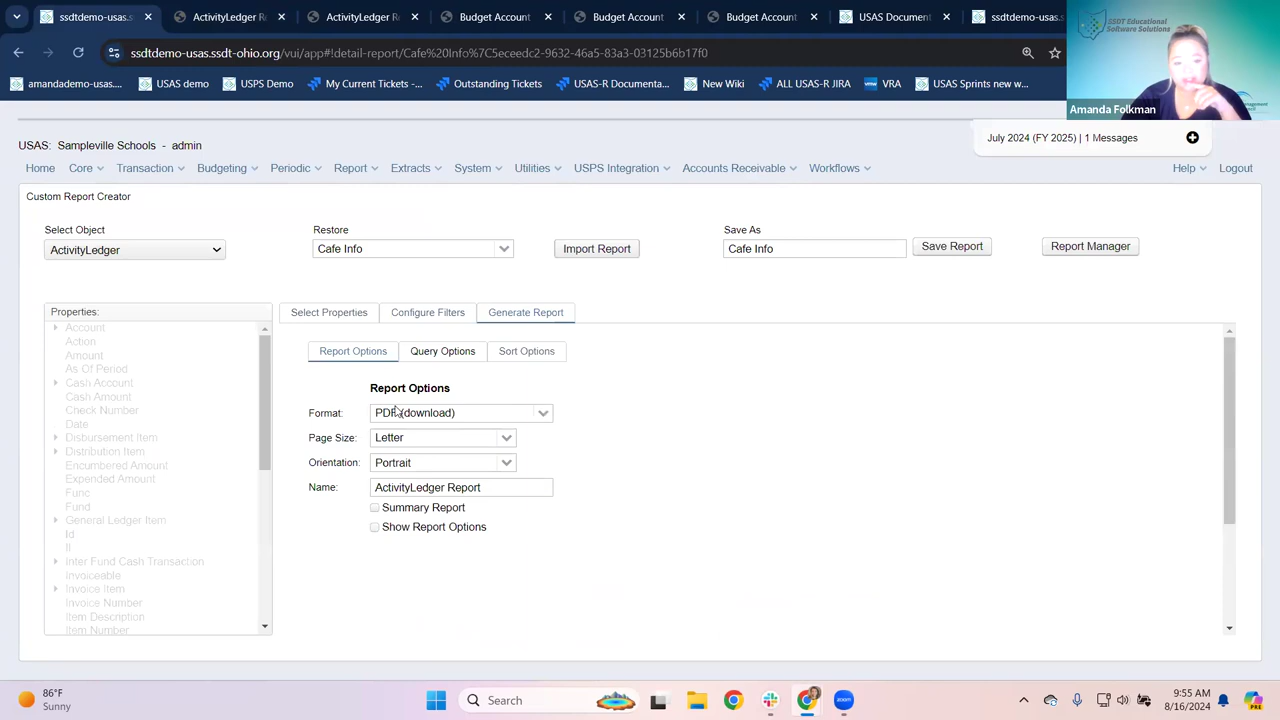 ssdtdemo-usas.s
ActivityLedger R
ActivityLedger R
Budget Account
Budget Account
Budget Account
USAS Document
ssdtdemo-us
SSDT Educational
Software Solutions
ssdtdemo-usas.ssdt-ohio.org/vui/app#!detail-report/Cafe%20Info%7C5eceedc2-9632-46a5-83a3-03125b6b17f0
amandademo-usas....
USAS demo
USPS Demo
My Current Tickets -...
Ongoing Tickets
USAS-R Documenta...
New Wiki
ALL USAS-R JIRA
VRA
USAS Sprints new w...
Amanda Folkman
July 2024 (FY 2025) | 1 Messages
USAS: Sampleville Schools - admin
Home Core Transaction Budgeting Periodic Report Extracts System Utilities USPS Integration Accounts Receivable Workflows Help Logout
Custom Report Creator
Select Object
Restore
Save As
ActivityLedger
Cafe Info
Import Report
Cafe Info
Save Report
Report Manager
Properties:
Select Properties
Configure Filters
Generate Report
Account
Action
Amount
As Of Period
Cash Account
Cash Amount
Check Number
Date
Disbursement Item
Distribution Item
Encumbered Amount
Expended Amount
Func
Fund
General Ledger Item
Id
Il
Inter Fund Cash Transaction
Invoiceable
Invoice Item
Invoice Number
Item Description
Item Number
Report Options
Query Options
Sort Options
Report Options
Format: PDF (download)
Page Size: Letter
Orientation: Portrait
Name: ActivityLedger Report
Summary Report
Show Report Options
86°F
Sunny
Search
9:55 AM
8/16/2024
PRE